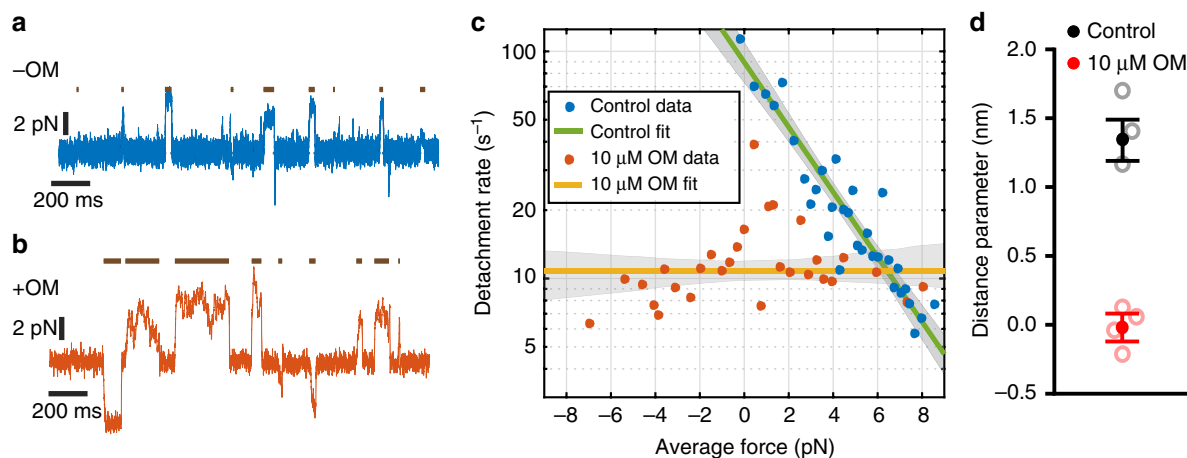 a
−OM
2 pN
200 ms
b
+OM
2 pN
200 ms
c
Detachment rate (s⁻¹)
100
50
20
10
5
Control data
Control fit
10 μM OM data
10 μM OM fit
−8 −6 −4 −2 0 2 4 6 8
Average force (pN)
d
Control
10 μM OM
Distance parameter (nm)
2.0
1.5
1.0
0.5
0.0
−0.5